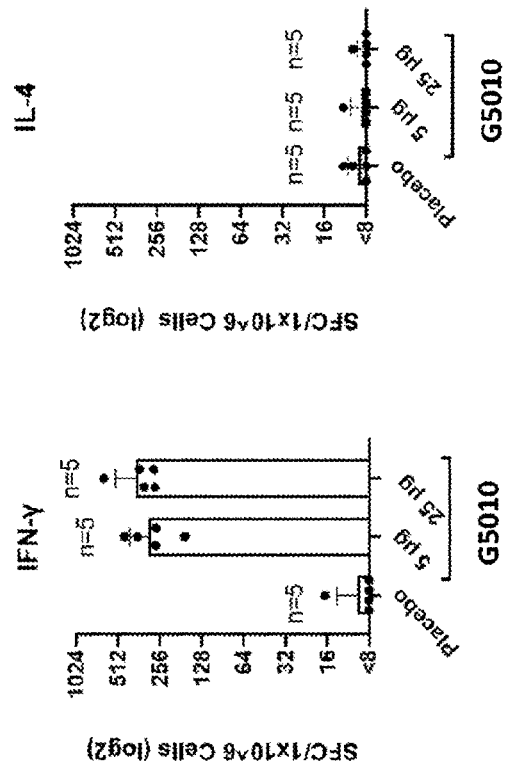 IFN-γ
SFC/1x10^6 Cells (log2)
1024
512
256
128
64
32
16
<8
n=5
n=5
n=5
Placebo
5 µg
25 µg
G5010
IL-4
SFC/1x10^6 Cells (log2)
1024
512
256
128
64
32
16
<8
n=5
n=5
n=5
Placebo
5 µg
25 µg
G5010